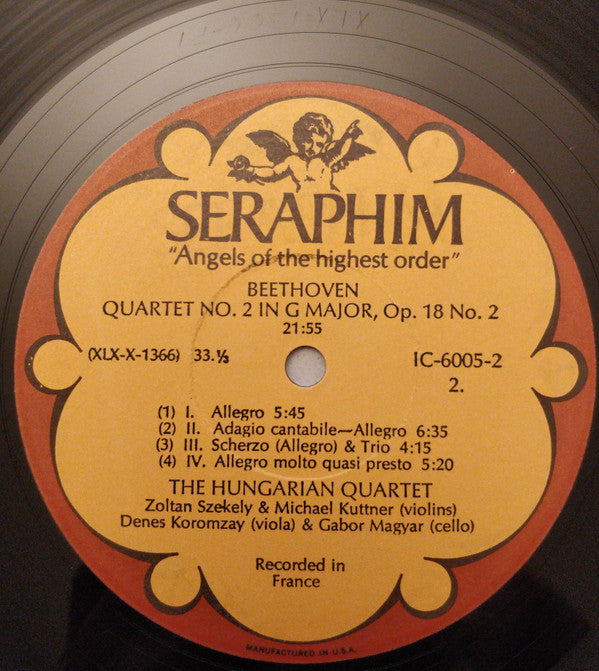 SERAPHIM
"Angels of the highest order"
BEETHOVEN
QUARTET NO. 2 IN G MAJOR, Op. 18 No. 2
21:55
(XLX-X-1366) 33.⅓ IC-6005-2
2.
(1) I. Allegro 5:45
(2) II. Adagio cantabile—Allegro 6:35
(3) III. Scherzo (Allegro) & Trio 4:15
(4) IV. Allegro molto quasi presto 5:20
THE HUNGARIAN QUARTET
Zoltan Szekely & Michael Kuttner (violins)
Denes Koromzay (viola) & Gabor Magyar (cello)
Recorded in
France
MANUFACTURED IN U.S.A.